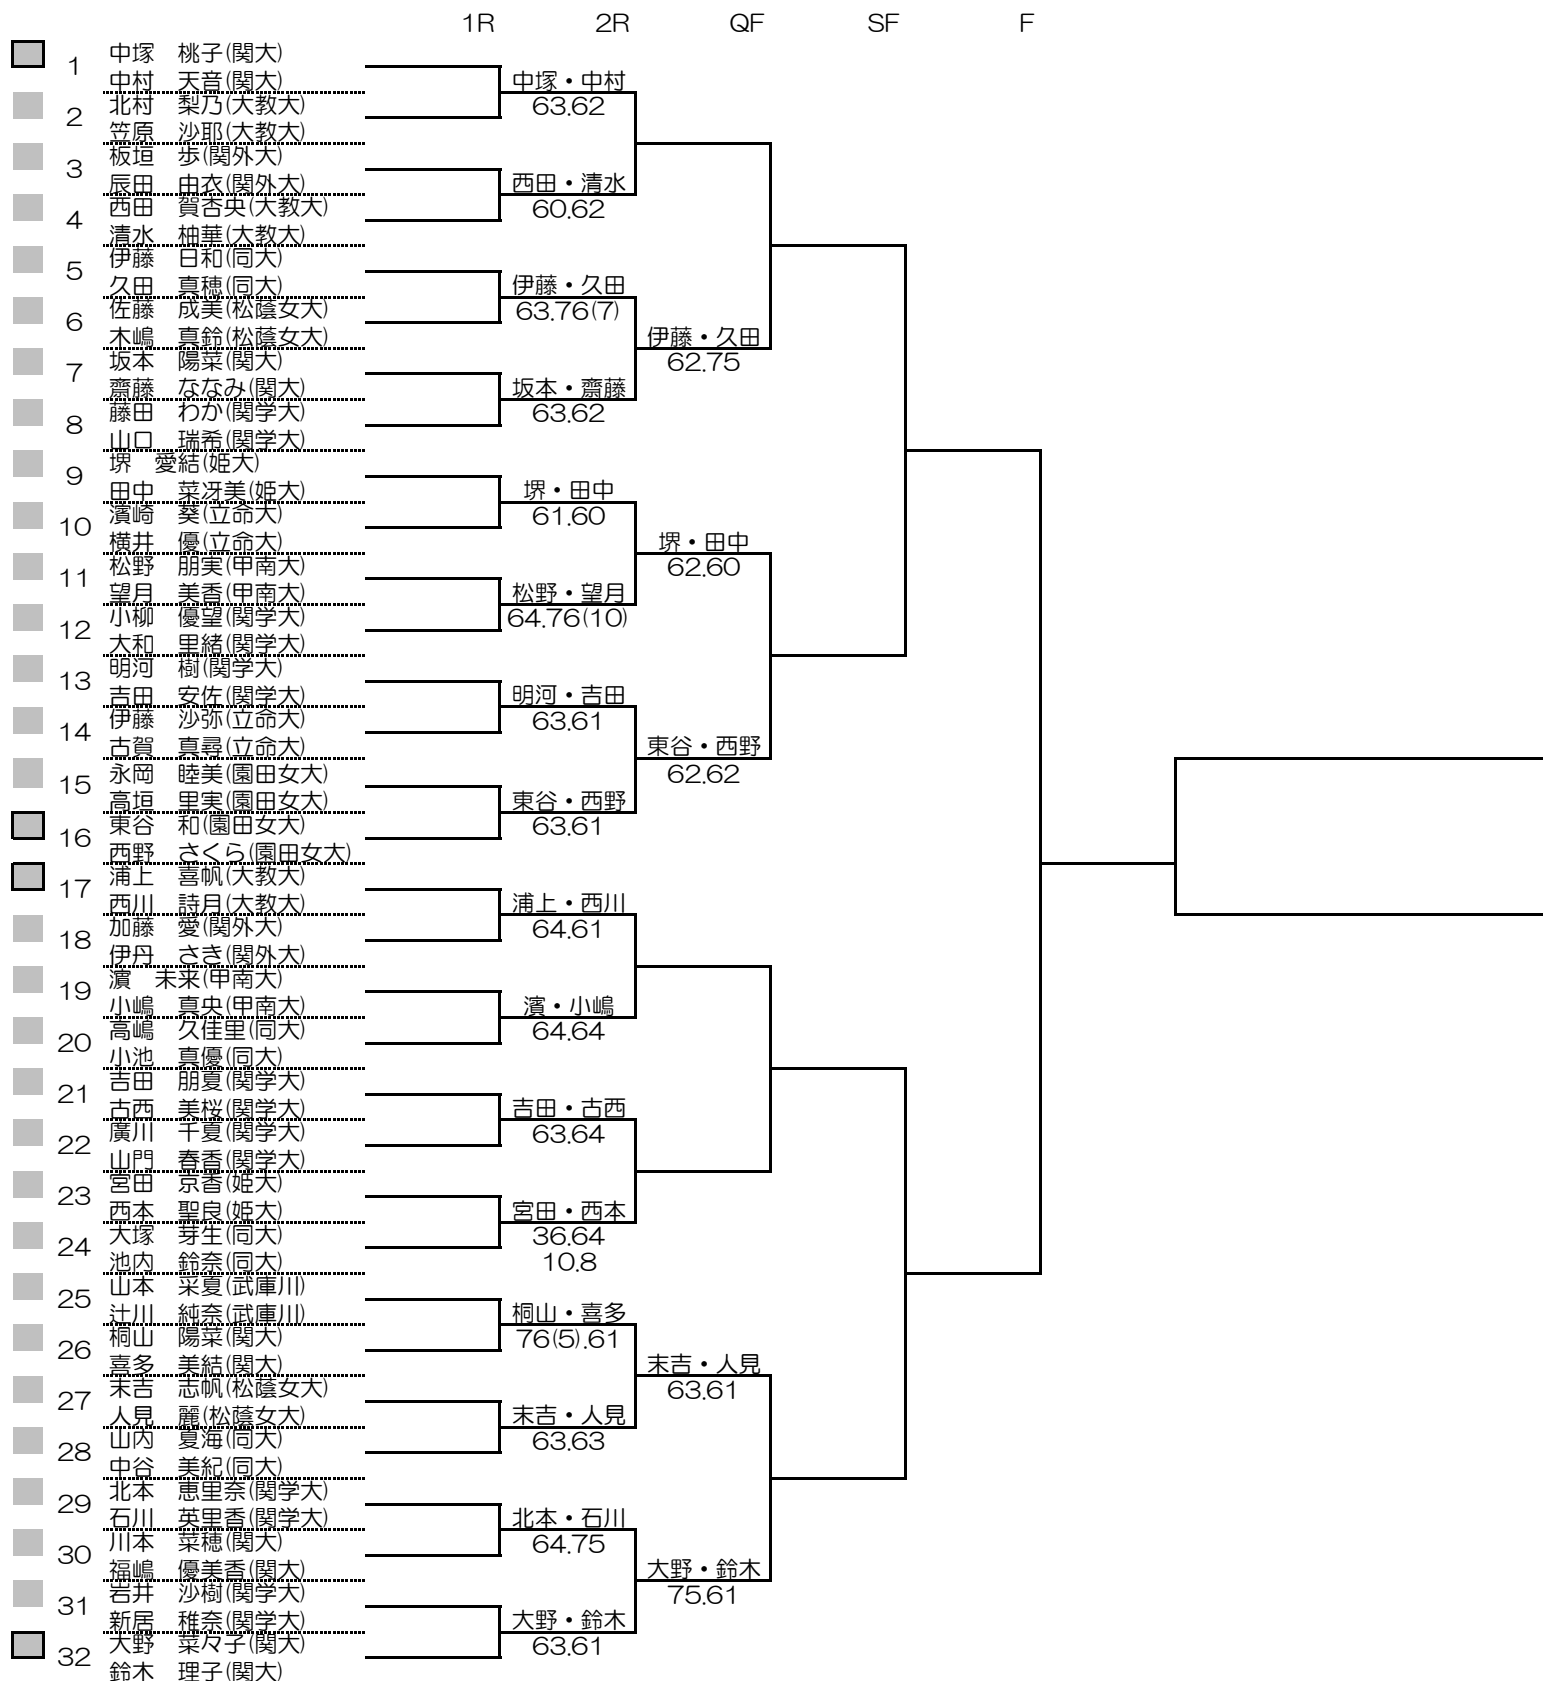 1R 2R QF SF F
1 中塚 桃子(関大)
中村 天音(関大) 中塚・中村
2 北村 梨乃(大教大) 63.62
笠原 沙耶(大教大)
3 板垣 歩(関外大)
辰田 由衣(関外大) 西田・清水
4 西田 賀杏央(大教大) 60.62
清水 柚華(大教大)
5 伊藤 日和(同大)
久田 真穂(同大) 伊藤・久田
6 佐藤 成美(松蔭女大) 63.76(7)
木嶋 真鈴(松蔭女大) 伊藤・久田
7 坂本 陽菜(関大) 62.75
齋藤 ななみ(関大) 坂本・齋藤
8 藤田 わか(関学大) 63.62
山口 瑞希(関学大)
9 堺 愛結(姫大)
田中 菜冴美(姫大) 堺・田中
10 濱崎 葵(立命大) 61.60
横井 優(立命大) 堺・田中
11 松野 朋実(甲南大) 62.60
望月 美香(甲南大) 松野・望月
12 小柳 優望(関学大) 64.76(10)
大和 里緒(関学大)
13 明河 樹(関学大)
吉田 安佐(関学大) 明河・吉田
14 伊藤 沙弥(立命大) 63.61
古賀 真尋(立命大) 東谷・西野
15 永岡 睦美(園田女大) 62.62
高垣 里実(園田女大) 東谷・西野
16 東谷 和(園田女大) 63.61
西野 さくら(園田女大)
17 浦上 喜帆(大教大)
西川 詩月(大教大) 浦上・西川
18 加藤 愛(関外大) 64.61
伊丹 さき(関外大)
19 濵 未来(甲南大)
小嶋 真央(甲南大) 濱・小嶋
20 高嶋 久佳里(同大) 64.64
小池 真優(同大)
21 吉田 朋夏(関学大)
古西 美桜(関学大) 吉田・古西
22 廣川 千夏(関学大) 63.64
山門 春香(関学大)
23 宮田 京香(姫大)
西本 聖良(姫大) 宮田・西本
24 大塚 芽生(同大) 36.64
池内 鈴奈(同大) 10.8
25 山本 采夏(武庫川)
辻川 純奈(武庫川) 桐山・喜多
26 桐山 陽菜(関大) 76(5).61
喜多 美結(関大) 末吉・人見
27 末吉 志帆(松蔭女大) 63.61
人見 麗(松蔭女大) 末吉・人見
28 山内 夏海(同大) 63.63
中谷 美紀(同大)
29 北本 恵里奈(関学大)
石川 英里香(関学大) 北本・石川
30 川本 菜穂(関大) 64.75
福嶋 優美香(関大) 大野・鈴木
31 岩井 沙樹(関学大) 75.61
新居 稚奈(関学大) 大野・鈴木
32 大野 菜々子(関大) 63.61
鈴木 理子(関大)